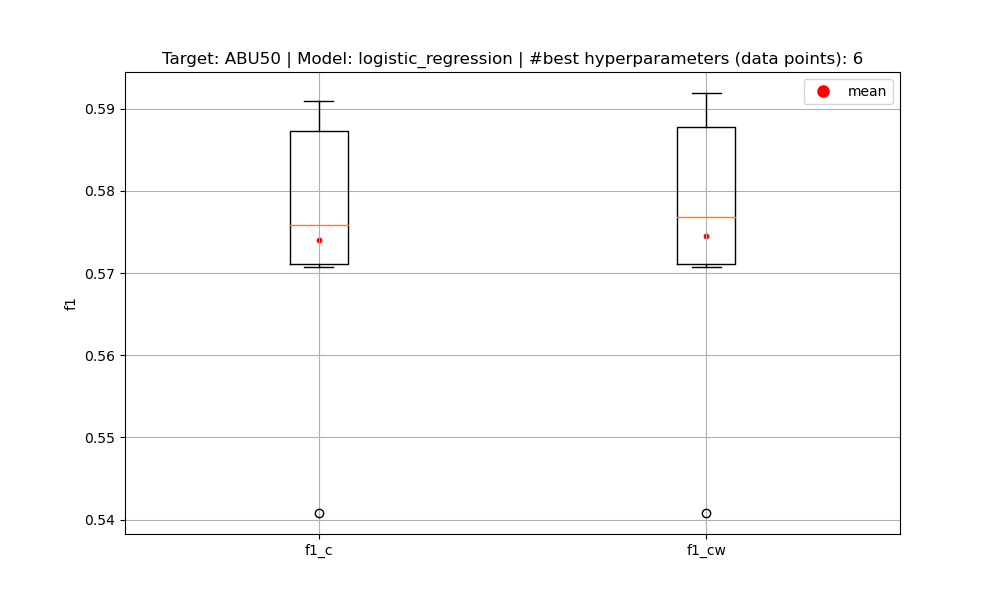 Target: ABU50 | Model: logistic_regression | #best hyperparameters (data points): 6
mean
0.59
0.58
0.57
0.56
0.55
0.54
f1
f1_c
f1_cw